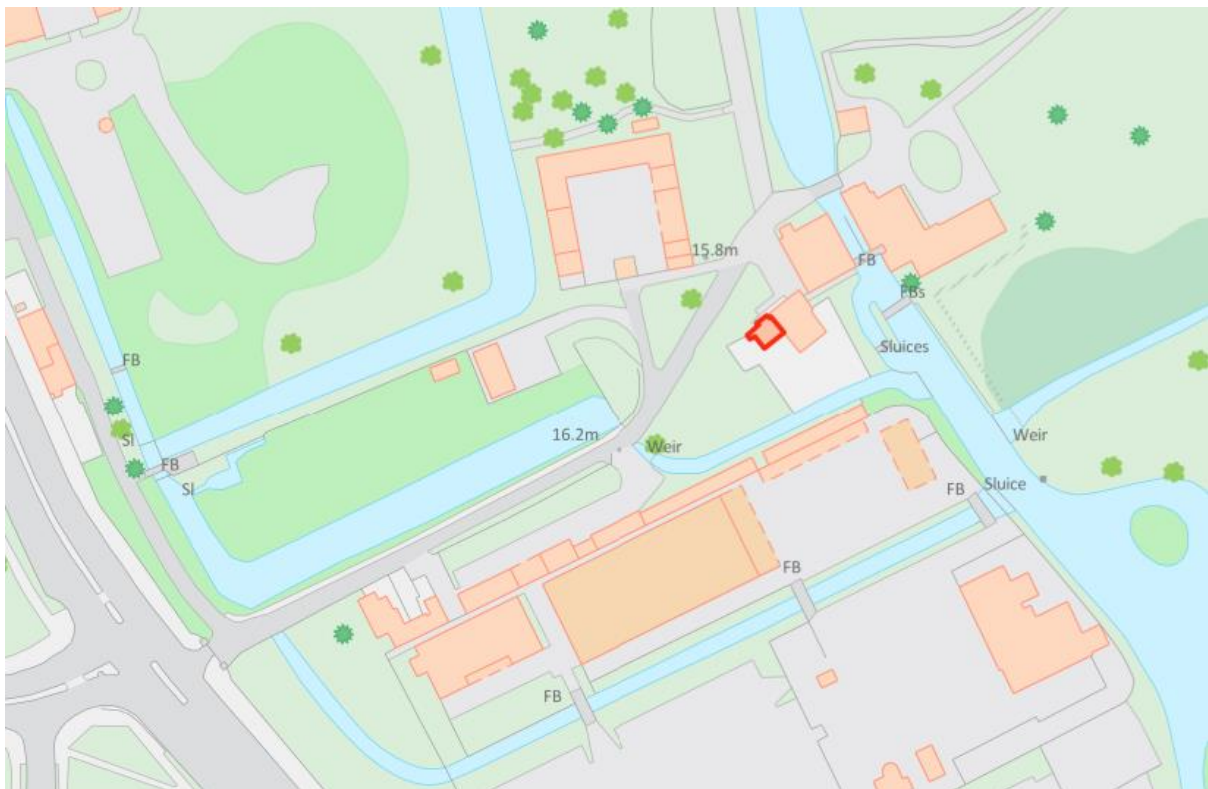 15.8m
FB
FBs
Sluices
FB
16.2m
Weir
Weir
Sl
FB
Sl
Sluice
FB
FB
FB